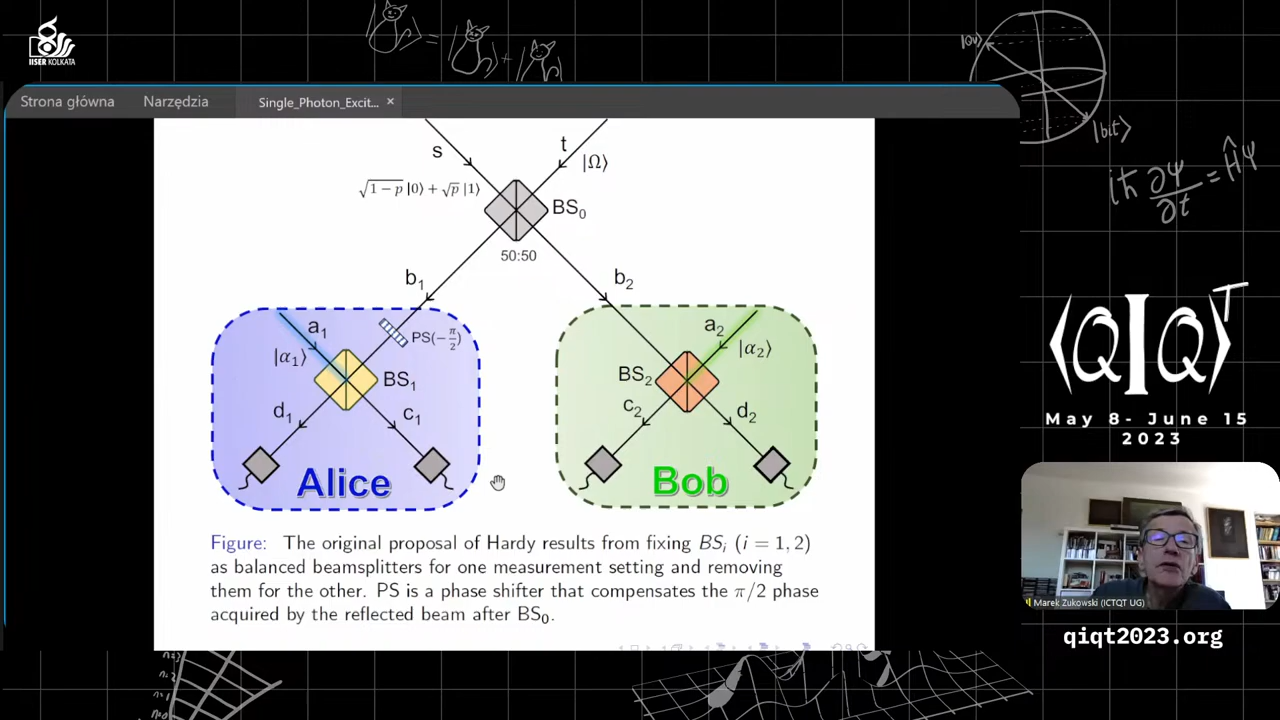 IISER KOLKATA
Strona główna Narzędzia Single_Photon_Excit... ×
s
t
|Ω⟩
√1−p |0⟩ + √p |1⟩
BS₀
50:50
b₁
b₂
a₁
PS(−π/2)
|α₁⟩
BS₁
d₁
c₁
Alice
a₂
|α₂⟩
BS₂
c₂
d₂
Bob
Figure: The original proposal of Hardy results from fixing BSᵢ (i = 1, 2)
as balanced beamsplitters for one measurement setting and removing
them for the other. PS is a phase shifter that compensates the π/2 phase
acquired by the reflected beam after BS₀.
iħ ∂ψ/∂t = Ĥψ
⟨QIQ⟩ᵀ
May 8- June 15
2023
Marek Żukowski (ICTQT UG)
qiqt2023.org